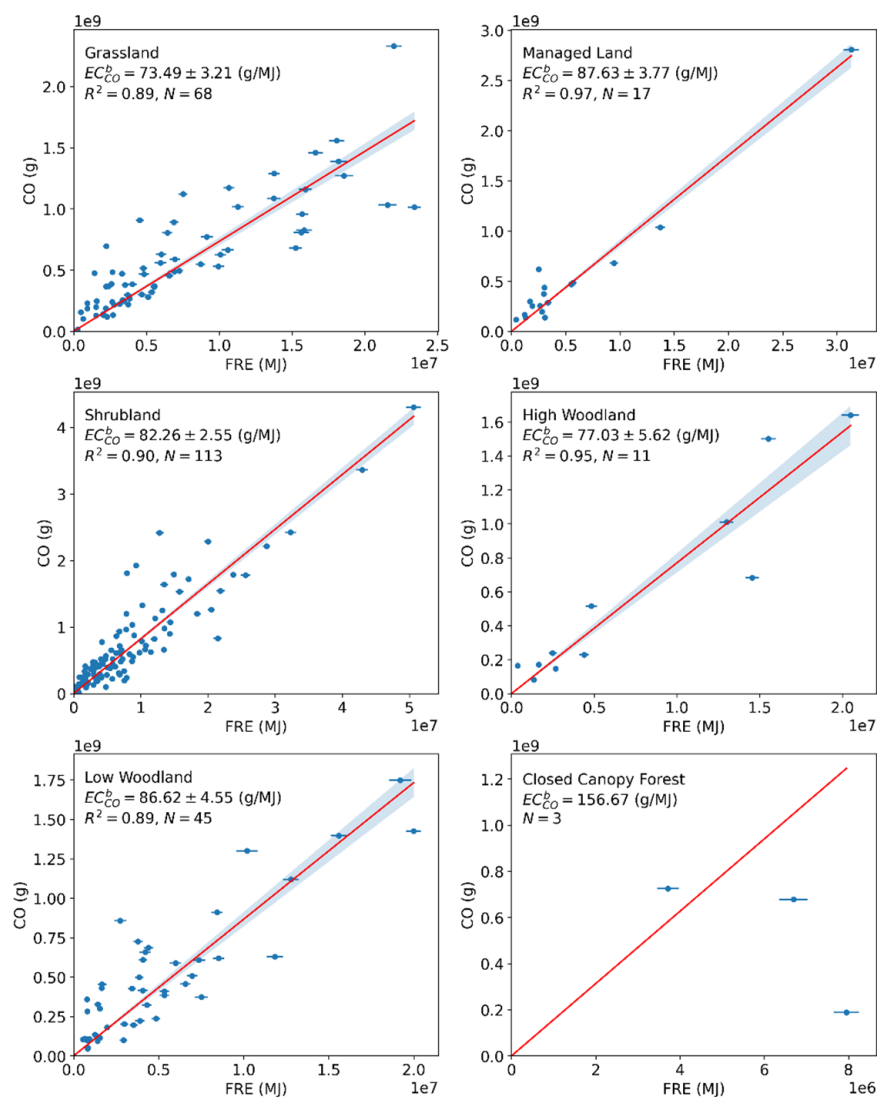 1e9
Grassland
EC^b_CO = 73.49 ± 3.21 (g/MJ)
R² = 0.89, N = 68
2.0
1.5
1.0
0.5
0.0
CO (g)
0.0 0.5 1.0 1.5 2.0 2.5
1e7
FRE (MJ)
1e9
Managed Land
EC^b_CO = 87.63 ± 3.77 (g/MJ)
R² = 0.97, N = 17
3.0
2.5
2.0
1.5
1.0
0.5
0.0
CO (g)
0.0 0.5 1.0 1.5 2.0 2.5 3.0
1e7
FRE (MJ)
1e9
Shrubland
EC^b_CO = 82.26 ± 2.55 (g/MJ)
R² = 0.90, N = 113
4
3
2
1
0
CO (g)
0 1 2 3 4 5
1e7
FRE (MJ)
1e9
High Woodland
EC^b_CO = 77.03 ± 5.62 (g/MJ)
R² = 0.95, N = 11
1.6
1.4
1.2
1.0
0.8
0.6
0.4
0.2
0.0
CO (g)
0.0 0.5 1.0 1.5 2.0
1e7
FRE (MJ)
1e9
Low Woodland
EC^b_CO = 86.62 ± 4.55 (g/MJ)
R² = 0.89, N = 45
1.75
1.50
1.25
1.00
0.75
0.50
0.25
0.00
CO (g)
0.0 0.5 1.0 1.5 2.0
1e7
FRE (MJ)
1e9
Closed Canopy Forest
EC^b_CO = 156.67 (g/MJ)
N = 3
1.2
1.0
0.8
0.6
0.4
0.2
0.0
CO (g)
0 2 4 6 8
1e6
FRE (MJ)